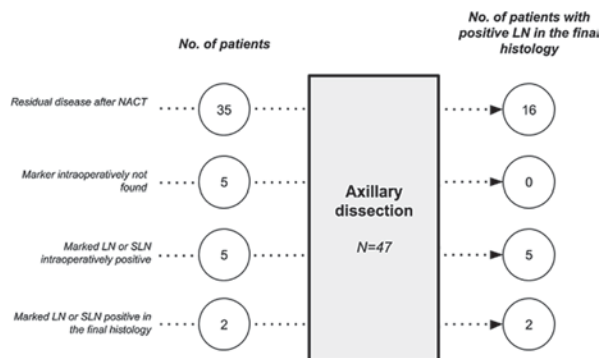 No. of patients
No. of patients with
positive LN in the final
histology
Residual disease after NACT
35
16
Marker intraoperatively not
found
5
0
Axillary
dissection
N=47
Marked LN or SLN
intraoperatively positive
5
5
Marked LN or SLN positive in
the final histology
2
2